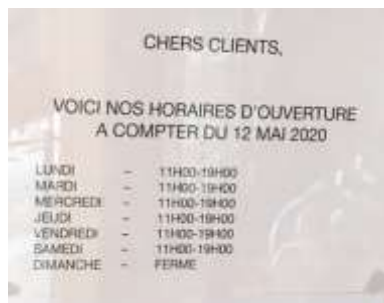 CHERS CLIENTS,
VOICI NOS HORAIRES D'OUVERTURE
A COMPTER DU 12 MAI 2020
LUNDI - 11H00-19H00
MARDI - 11H00-19H00
MERCREDI - 11H00-19H00
JEUDI - 11H00-19H00
VENDREDI - 11H00-19H00
SAMEDI - 11H00-19H00
DIMANCHE - FERME